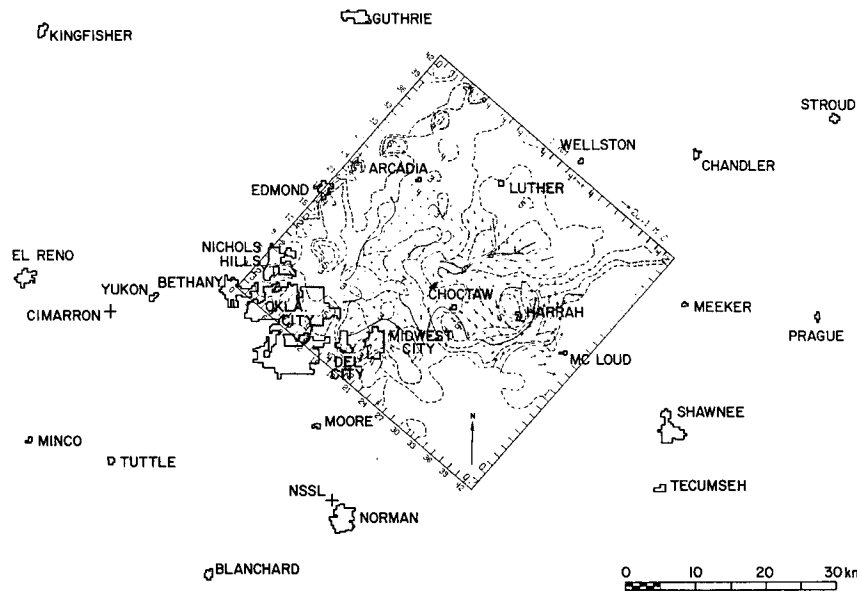 GUTHRIE
KINGFISHER
STROUD
WELLSTON
CHANDLER
ARCADIA
EDMOND
LUTHER
NICHOLS
HILLS
EL RENO
YUKON
BETHANY
CIMARRON
OKLA
CITY
CHOCTAW
HARRAH
MEEKER
PRAGUE
MIDWEST
CITY
DEL
CITY
MC LOUD
MOORE
N
SHAWNEE
MINCO
TUTTLE
NSSL
NORMAN
TECUMSEH
BLANCHARD
0 10 20 30 km